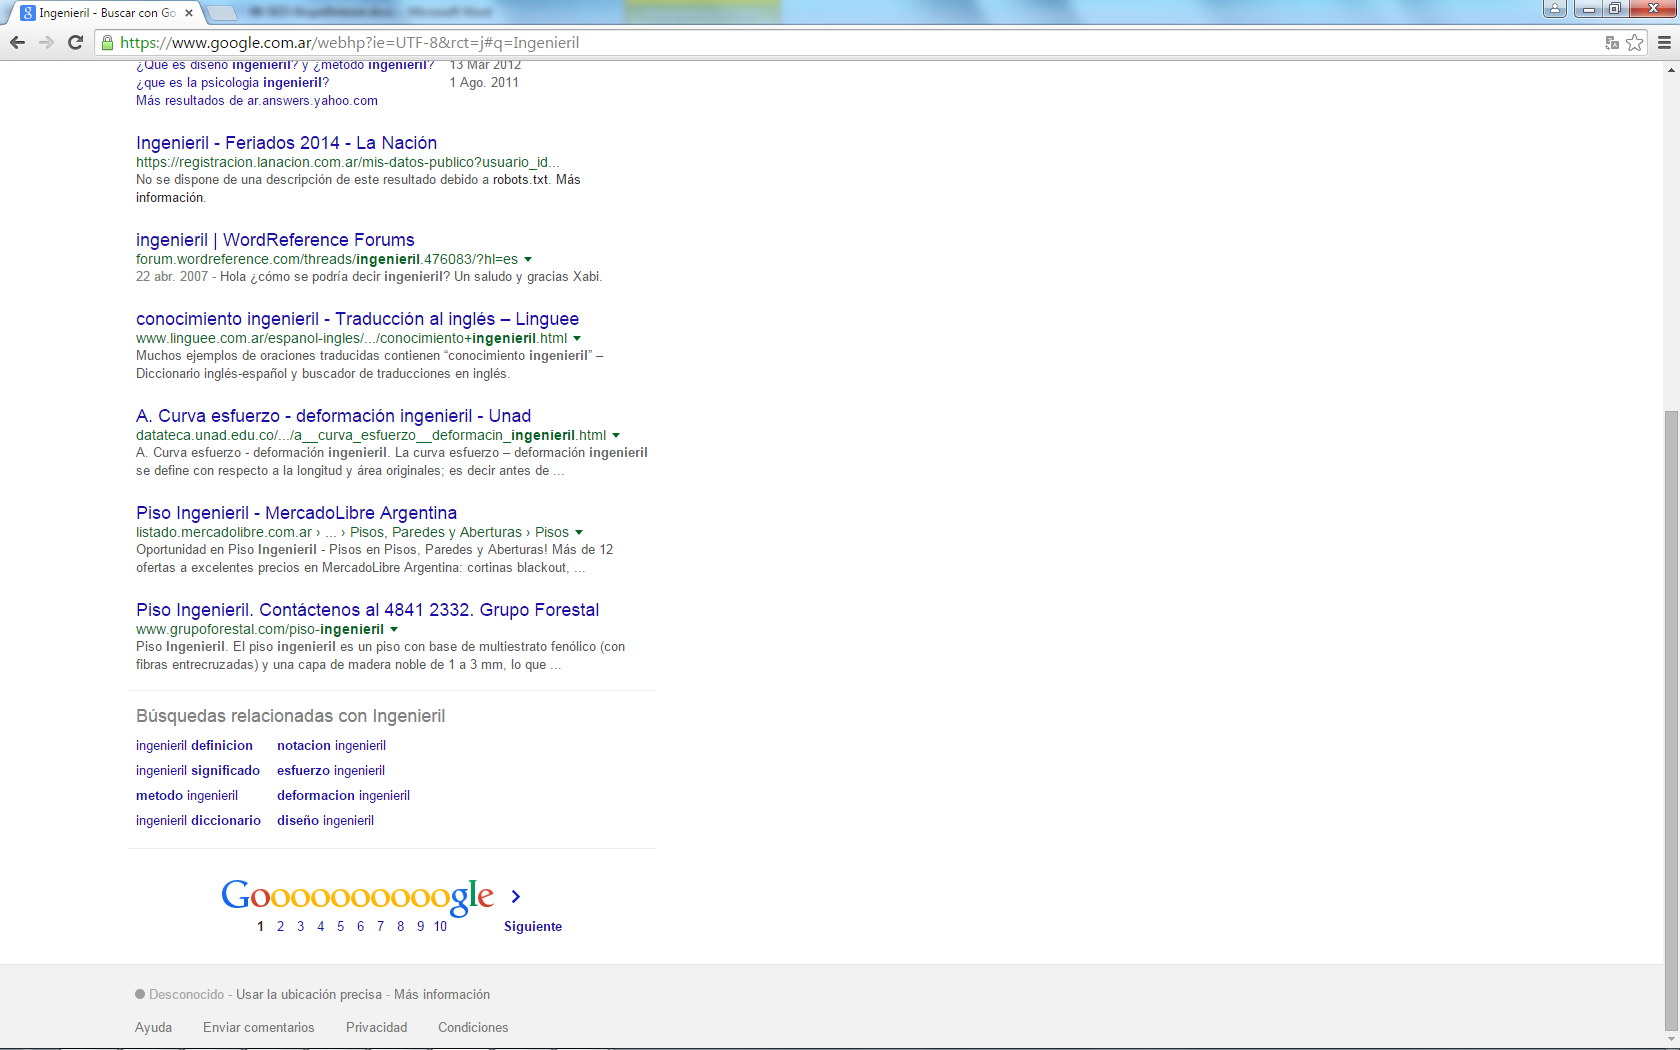 Ingenieril - Buscar con Go
https://www.google.com.ar/webhp?ie=UTF-8&rct=j#q=Ingenieril
¿Que es diseño ingenieril? y ¿metodo ingenieril? 13 Mar 2012
¿que es la psicologia ingenieril? 1 Ago. 2011
Más resultados de ar.answers.yahoo.com
Ingenieril - Feriados 2014 - La Nación
https://registracion.lanacion.com.ar/mis-datos-publico?usuario_id...
No se dispone de una descripción de este resultado debido a robots.txt. Más
información.
ingenieril | WordReference Forums
forum.wordreference.com/threads/ingenieril.476083/?hl=es
22 abr. 2007 - Hola ¿cómo se podría decir ingenieril? Un saludo y gracias Xabi.
conocimiento ingenieril - Traducción al inglés – Linguee
www.linguee.com.ar/espanol-ingles/.../conocimiento+ingenieril.html
Muchos ejemplos de oraciones traducidas contienen “conocimiento ingenieril” –
Diccionario inglés-español y buscador de traducciones en inglés.
A. Curva esfuerzo - deformación ingenieril - Unad
datateca.unad.edu.co/.../a__curva_esfuerzo__deformacin_ingenieril.html
A. Curva esfuerzo - deformación ingenieril. La curva esfuerzo – deformación ingenieril
se define con respecto a la longitud y área originales; es decir antes de ...
Piso Ingenieril - MercadoLibre Argentina
listado.mercadolibre.com.ar › ... › Pisos, Paredes y Aberturas › Pisos
Oportunidad en Piso Ingenieril - Pisos en Pisos, Paredes y Aberturas! Más de 12
ofertas a excelentes precios en MercadoLibre Argentina: cortinas blackout, ...
Piso Ingenieril. Contáctenos al 4841 2332. Grupo Forestal
www.grupoforestal.com/piso-ingenieril
Piso Ingenieril. El piso ingenieril es un piso con base de multiestrato fenólico (con
fibras entrecruzadas) y una capa de madera noble de 1 a 3 mm, lo que ...
Búsquedas relacionadas con Ingenieril
ingenieril definicion notacion ingenieril
ingenieril significado esfuerzo ingenieril
metodo ingenieril deformacion ingenieril
ingenieril diccionario diseño ingenieril
Goooooooooogle
1 2 3 4 5 6 7 8 9 10 Siguiente
Desconocido - Usar la ubicación precisa - Más información
Ayuda Enviar comentarios Privacidad Condiciones